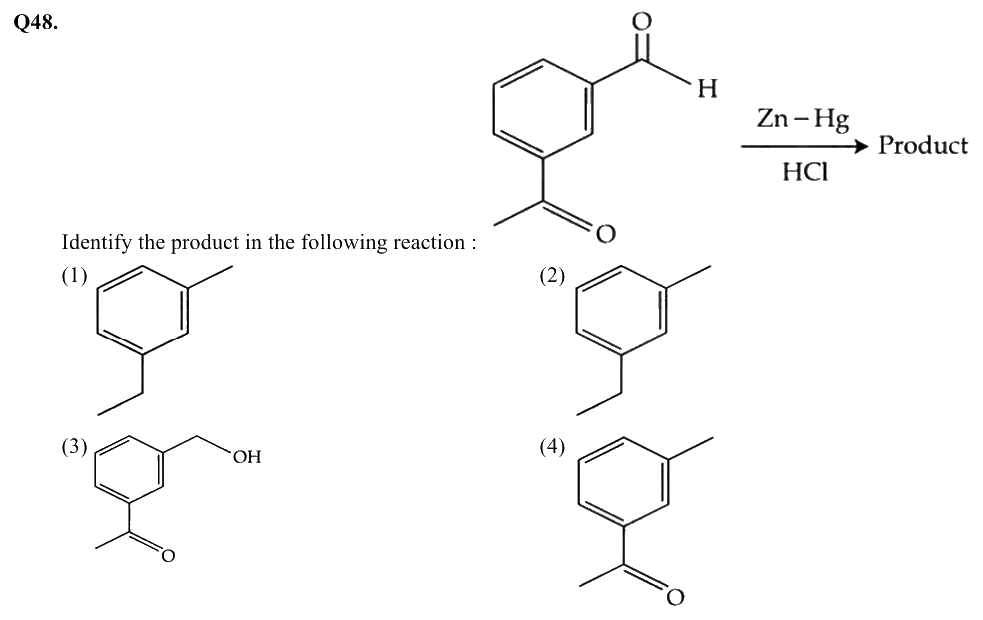 Q48.
O
H
Zn – Hg
HCl
Product
O
Identify the product in the following reaction :
(1)
(2)
(3)
OH
O
(4)
O